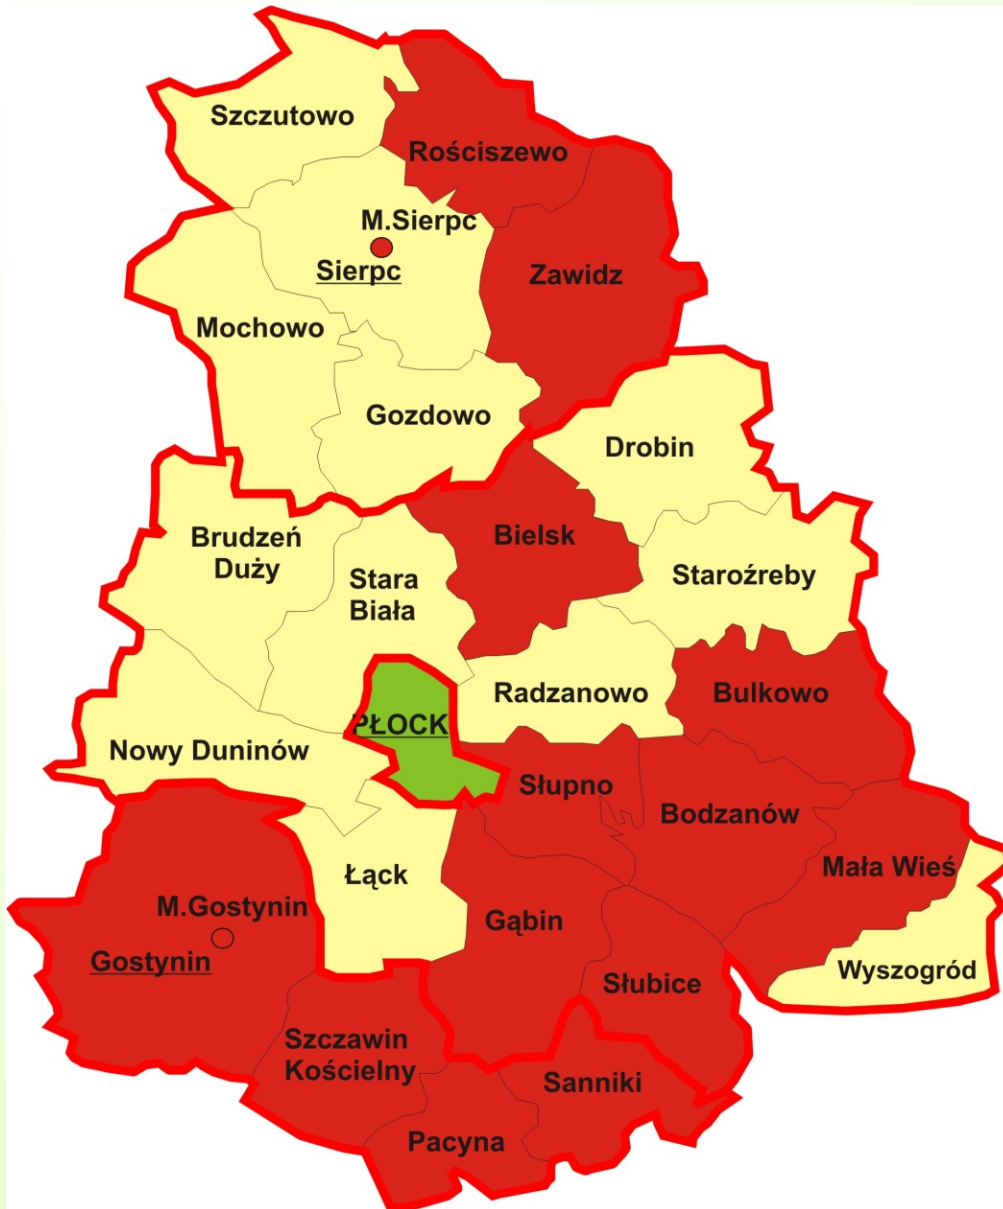 Szczutowo
Rościszewo
M.Sierpc
Sierpc
Zawidz
Mochowo
Gozdowo
Drobin
Brudzeń
Duży
Bielsk
Stara
Biała
Staroźreby
Radzanowo
Bulkowo
PŁOCK
Nowy Duninów
Słupno
Bodzanów
Mała Wieś
Łąck
M.Gostynin
Gąbin
Gostynin
Wyszogród
Słubice
Szczawin
Kościelny
Sanniki
Pacyna